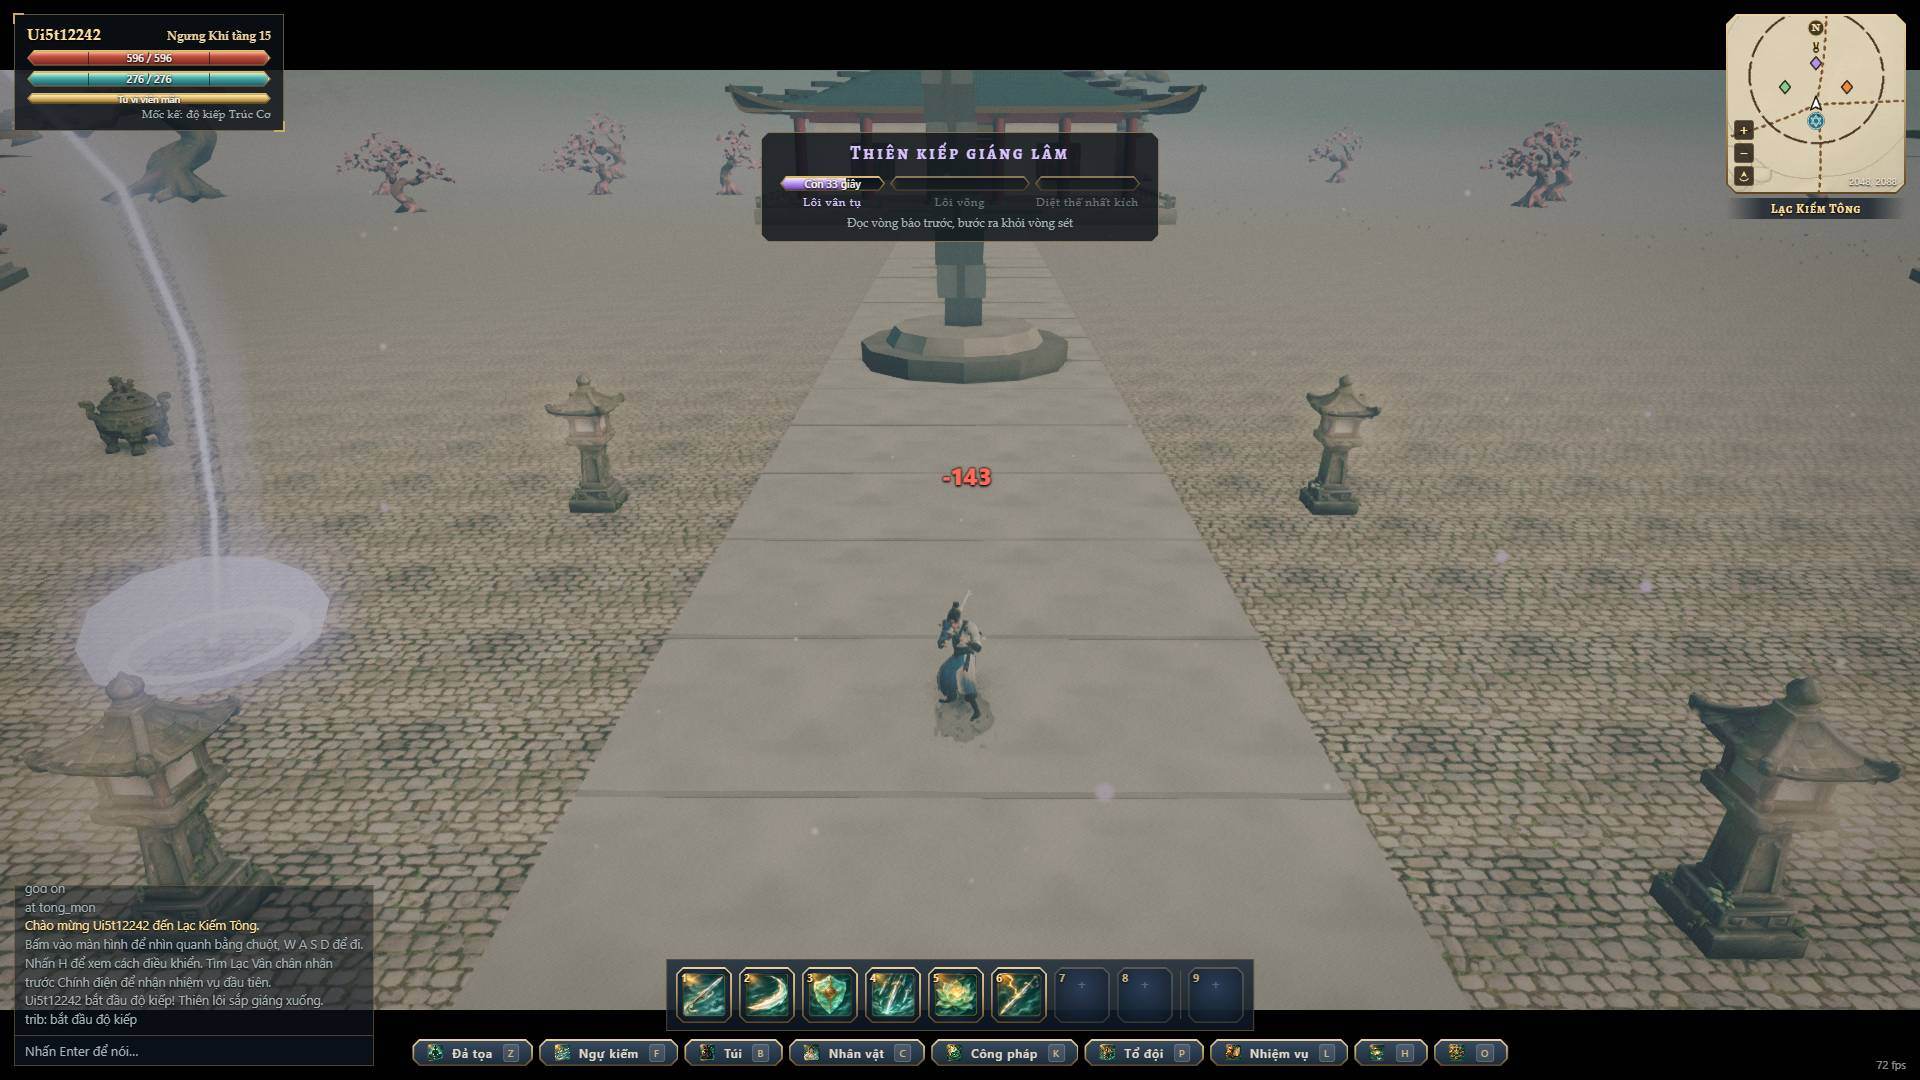 Ui5t12242
Ngưng Khí tầng 15
596 / 596
276 / 276
Tu vi viên mãn
Mốc kế: độ kiếp Trúc Cơ
THIÊN KIẾP GIÁNG LÂM
Còn 33 giây
Lôi vân tụ
Lôi võng
Diệt thế nhất kích
Đọc vòng báo trước, bước ra khỏi vòng sét
N
+
−
2048, 2088
LẠC KIẾM TÔNG
-143
god on
at tong_mon
Chào mừng Ui5t12242 đến Lạc Kiếm Tông.
Bấm vào màn hình để nhìn quanh bằng chuột, W A S D để đi.
Nhấn H để xem cách điều khiển. Tìm Lạc Vân chân nhân
trước Chính điện để nhận nhiệm vụ đầu tiên.
Ui5t12242 bắt đầu độ kiếp! Thiên lôi sắp giáng xuống.
trib: bắt đầu độ kiếp
Nhấn Enter để nói...
1 2 3 4 5 6 7 + 8 + 9 +
Đả tọa Z
Ngự kiếm F
Túi B
Nhân vật C
Công pháp K
Tổ đội P
Nhiệm vụ L
H
O
72 fps